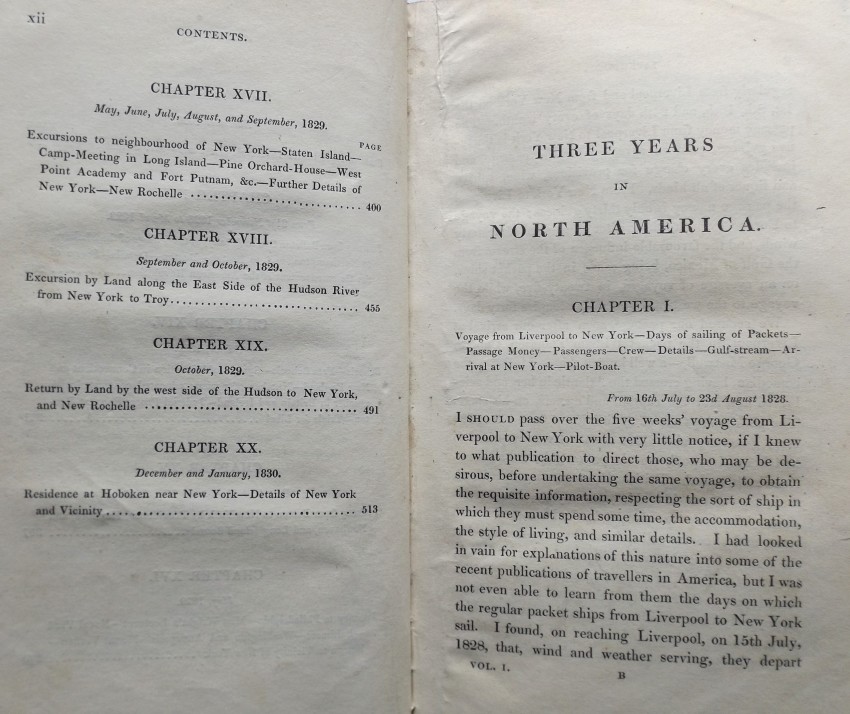 xii
CONTENTS.
CHAPTER XVII.
May, June, July, August, and September, 1829.
PAGE
Excursions to neighbourhood of New York—Staten Island—
Camp-Meeting in Long Island—Pine Orchard-House—West
Point Academy and Fort Putnam, &c.—Further Details of
New York—New Rochelle ............................ 400
CHAPTER XVIII.
September and October, 1829.
Excursion by Land along the East Side of the Hudson River
from New York to Troy................................ 455
CHAPTER XIX.
October, 1829.
Return by Land by the west side of the Hudson to New York,
and New Rochelle .................................... 491
CHAPTER XX.
December and January, 1830.
Residence at Hoboken near New York—Details of New York
and Vicinity.......................................... 513
THREE YEARS
IN
NORTH AMERICA.
CHAPTER I.
Voyage from Liverpool to New York—Days of sailing of Packets—
Passage Money—Passengers—Crew—Details—Gulf-stream—Ar-
rival at New York—Pilot-Boat.
From 16th July to 23d August 1828.
I SHOULD pass over the five weeks' voyage from Li-
verpool to New York with very little notice, if I knew
to what publication to direct those, who may be de-
sirous, before undertaking the same voyage, to obtain
the requisite information, respecting the sort of ship in
which they must spend some time, the accommodation,
the style of living, and similar details. I had looked
in vain for explanations of this nature into some of the
recent publications of travellers in America, but I was
not even able to learn from them the days on which
the regular packet ships from Liverpool to New York
sail. I found, on reaching Liverpool, on 15th July,
1828, that, wind and weather serving, they depart
VOL. I.
B